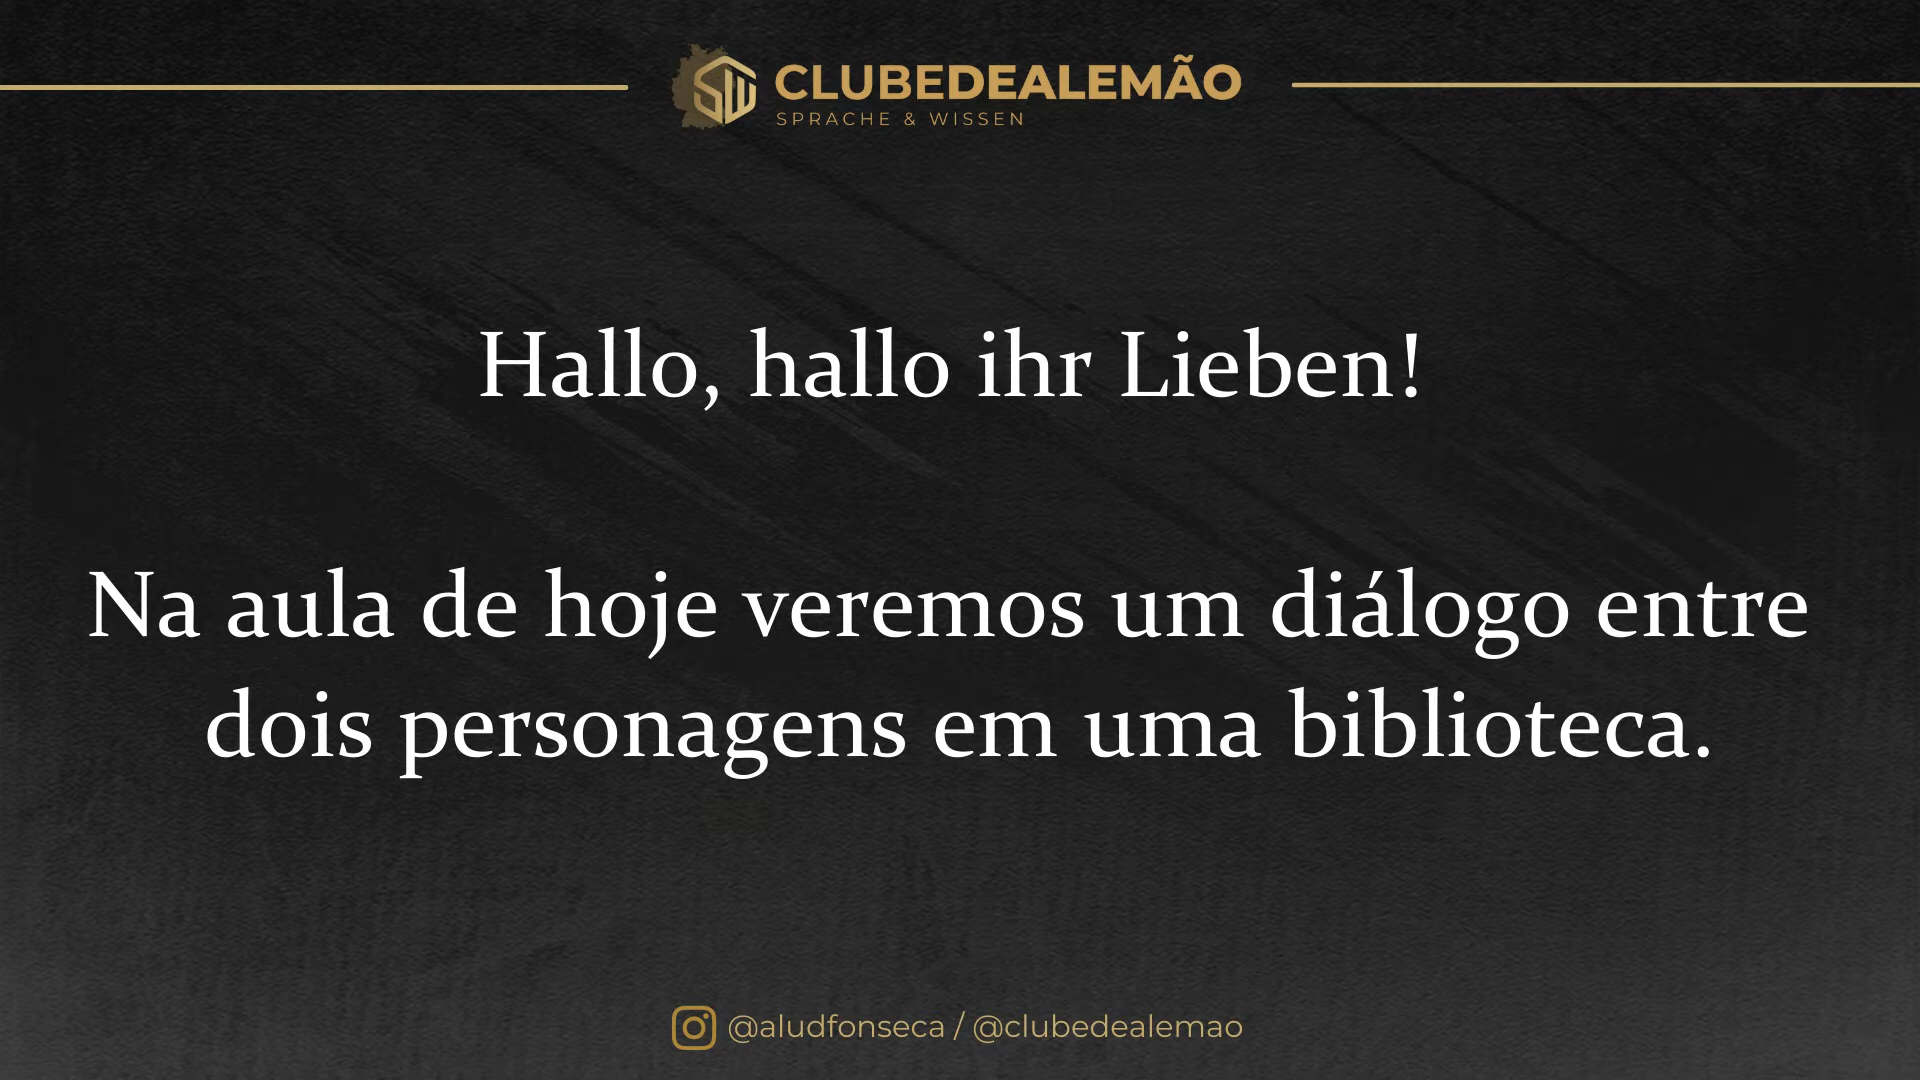 CLUBEDEALEMÃO
SPRACHE & WISSEN
Hallo, hallo ihr Lieben!
Na aula de hoje veremos um diálogo entre
dois personagens em uma biblioteca.
@aludfonseca / @clubedealemao